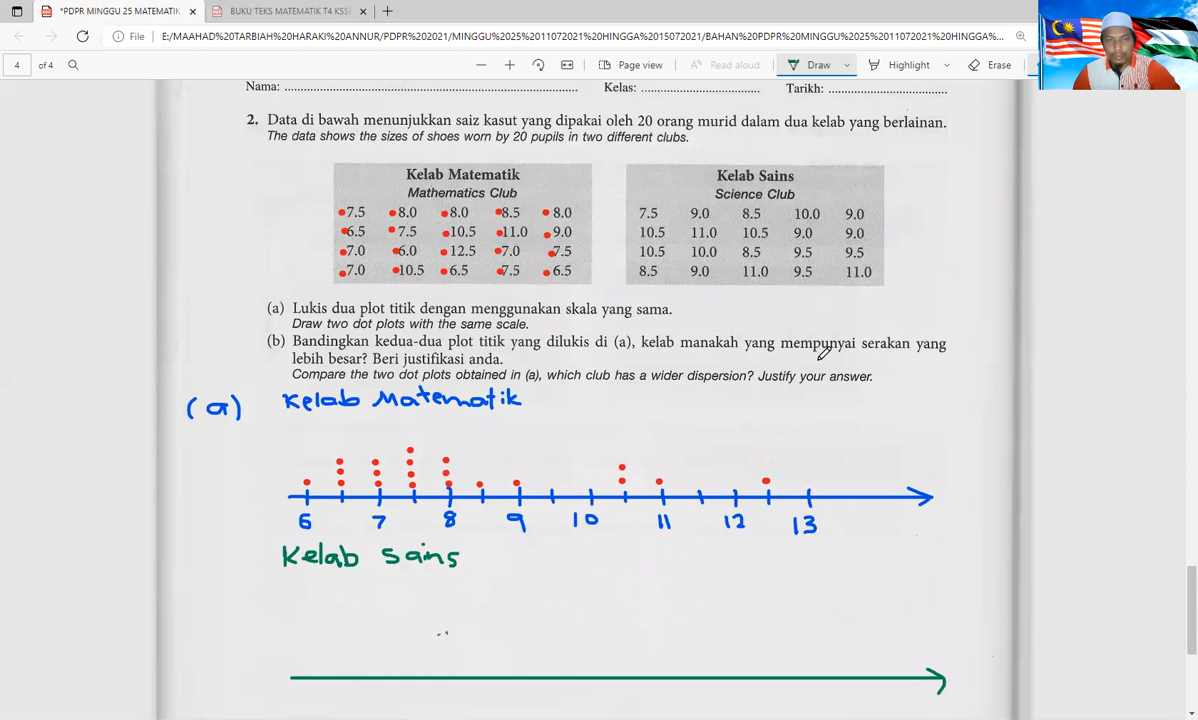 *PDPR MINGGU 25 MATEMATIK
BUKU TEKS MATEMATIK T4 KSS
File
E:/MAAHAD%20TARBIAH%20HARAKI%20ANNUR/PDPR%202021/MINGGU%2025%2011072021%20HINGGA%2015072021/BAHAN%20PDPR%20MINGGU%2025%2011072021%20HINGGA%2...
4 of 4
Page view
Read aloud
Draw
Highlight
Erase
Nama: ........ Kelas: ........ Tarikh: ........
2. Data di bawah menunjukkan saiz kasut yang dipakai oleh 20 orang murid dalam dua kelab yang berlainan.
The data shows the sizes of shoes worn by 20 pupils in two different clubs.
Kelab Matematik
Mathematics Club
7.5 8.0 8.0 8.5 8.0
6.5 7.5 10.5 11.0 9.0
7.0 6.0 12.5 7.0 7.5
7.0 10.5 6.5 7.5 6.5
Kelab Sains
Science Club
7.5 9.0 8.5 10.0 9.0
10.5 11.0 10.5 9.0 9.0
10.5 10.0 8.5 9.5 9.5
8.5 9.0 11.0 9.5 11.0
(a) Lukis dua plot titik dengan menggunakan skala yang sama.
Draw two dot plots with the same scale.
(b) Bandingkan kedua-dua plot titik yang dilukis di (a), kelab manakah yang mempunyai serakan yang
lebih besar? Beri justifikasi anda.
Compare the two dot plots obtained in (a), which club has a wider dispersion? Justify your answer.
(a) Kelab Matematik
6 7 8 9 10 11 12 13
Kelab Sains